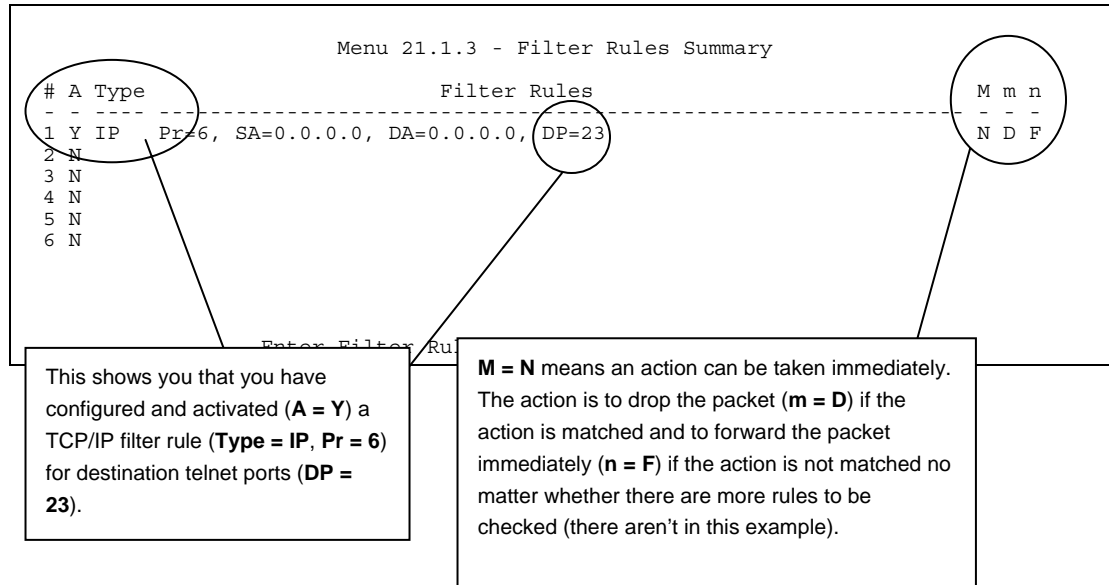 Menu 21.1.3 - Filter Rules Summary
# A Type Filter Rules M m n
- - ---- --------------------------------------------------------------- - - -
1 Y IP Pr=6, SA=0.0.0.0, DA=0.0.0.0, DP=23 N D F
2 N
3 N
4 N
5 N
6 N
Enter Filter Ru
This shows you that you have
configured and activated (A = Y) a
TCP/IP filter rule (Type = IP, Pr = 6)
for destination telnet ports (DP =
23).
M = N means an action can be taken immediately.
The action is to drop the packet (m = D) if the
action is matched and to forward the packet
immediately (n = F) if the action is not matched no
matter whether there are more rules to be
checked (there aren't in this example).